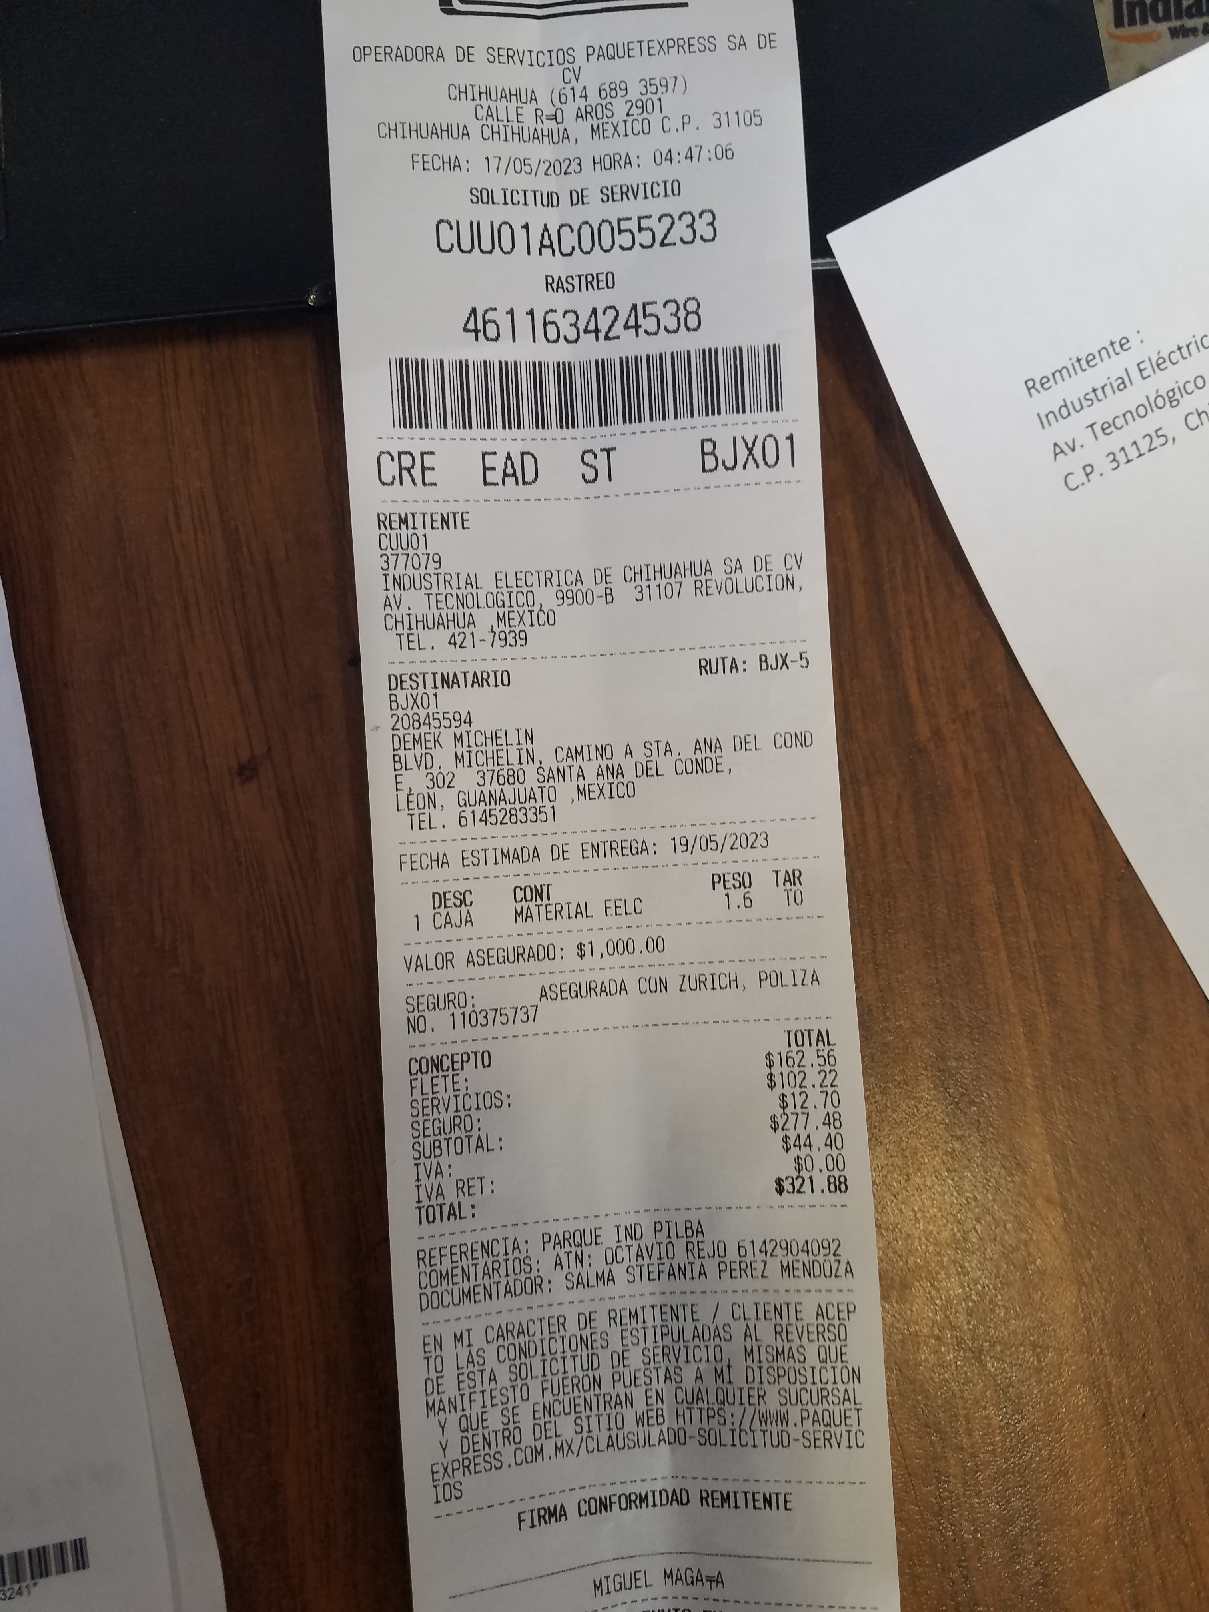 OPERADORA DE SERVICIOS PAQUETEXPRESS SA DE
CV
CHIHUAHUA (614 689 3597)
CALLE R=O AROS 2901
CHIHUAHUA CHIHUAHUA, MEXICO C.P. 31105
FECHA: 17/05/2023 HORA: 04:47:06
SOLICITUD DE SERVICIO
CUU01AC0055233
RASTREO
461163424538
CRE EAD ST BJX01
REMITENTE
CUU01
377079
INDUSTRIAL ELECTRICA DE CHIHUAHUA SA DE CV
AV. TECNOLOGICO, 9900-B 31107 REVOLUCION,
CHIHUAHUA ,MEXICO
TEL. 421-7939
DESTINATARIO RUTA: BJX-5
BJX01
20845594
DEMEK MICHELIN
BLVD. MICHELIN, CAMINO A STA. ANA DEL COND
E, 302 37680 SANTA ANA DEL CONDE,
LEON, GUANAJUATO ,MEXICO
TEL. 6145283351
FECHA ESTIMADA DE ENTREGA: 19/05/2023
DESC CONT PESO TAR
1 CAJA MATERIAL EELC 1.6 T0
VALOR ASEGURADO: $1,000.00
SEGURO: ASEGURADA CON ZURICH, POLIZA
NO. 110375737
CONCEPTO TOTAL
FLETE: $162.56
SERVICIOS: $102.22
SEGURO: $12.70
SUBTOTAL: $277.48
IVA: $44.40
IVA RET: $0.00
TOTAL: $321.88
REFERENCIA: PARQUE IND PILBA
COMENTARIOS: ATN: OCTAVIO REJO 6142904092
DOCUMENTADOR: SALMA STEFANIA PEREZ MENDOZA
EN MI CARACTER DE REMITENTE / CLIENTE ACEP
TO LAS CONDICIONES ESTIPULADAS AL REVERSO
DE ESTA SOLICITUD DE SERVICIO, MISMAS QUE
MANIFIESTO FUERON PUESTAS A MI DISPOSICION
Y QUE SE ENCUENTRAN EN CUALQUIER SUCURSAL
Y DENTRO DEL SITIO WEB HTTPS://WWW.PAQUET
EXPRESS.COM.MX/CLAUSULADO-SOLICITUD-SERVIC
IOS
FIRMA CONFORMIDAD REMITENTE
MIGUEL MAGA╤A
Remitente :
Industrial Eléctric
Av. Tecnológico
C.P. 31125, Ch
India
Wire &
3241*